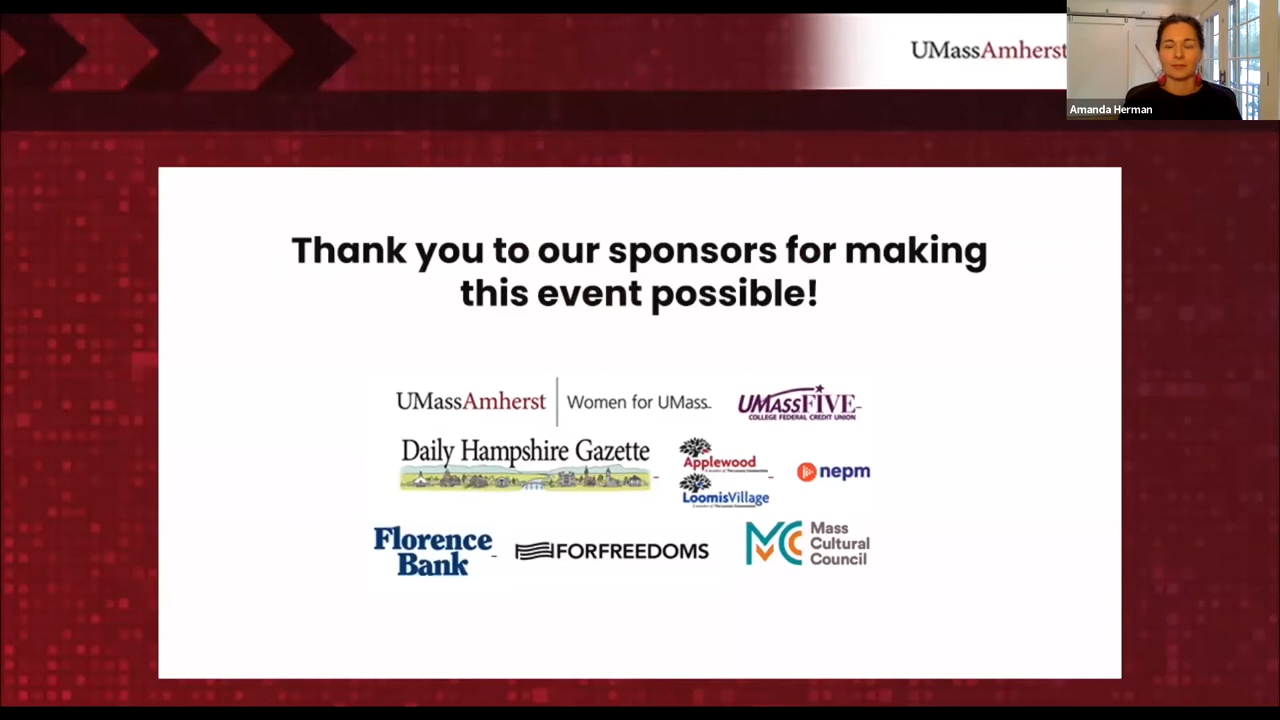 UMassAmherst
Amanda Herman
Thank you to our sponsors for making
this event possible!
UMassAmherst Women for UMass
UMASSFIVE
COLLEGE FEDERAL CREDIT UNION
Daily Hampshire Gazette
Applewood
LoomisVillage
nepm
Florence
Bank
FORFREEDOMS
Mass
Cultural
Council